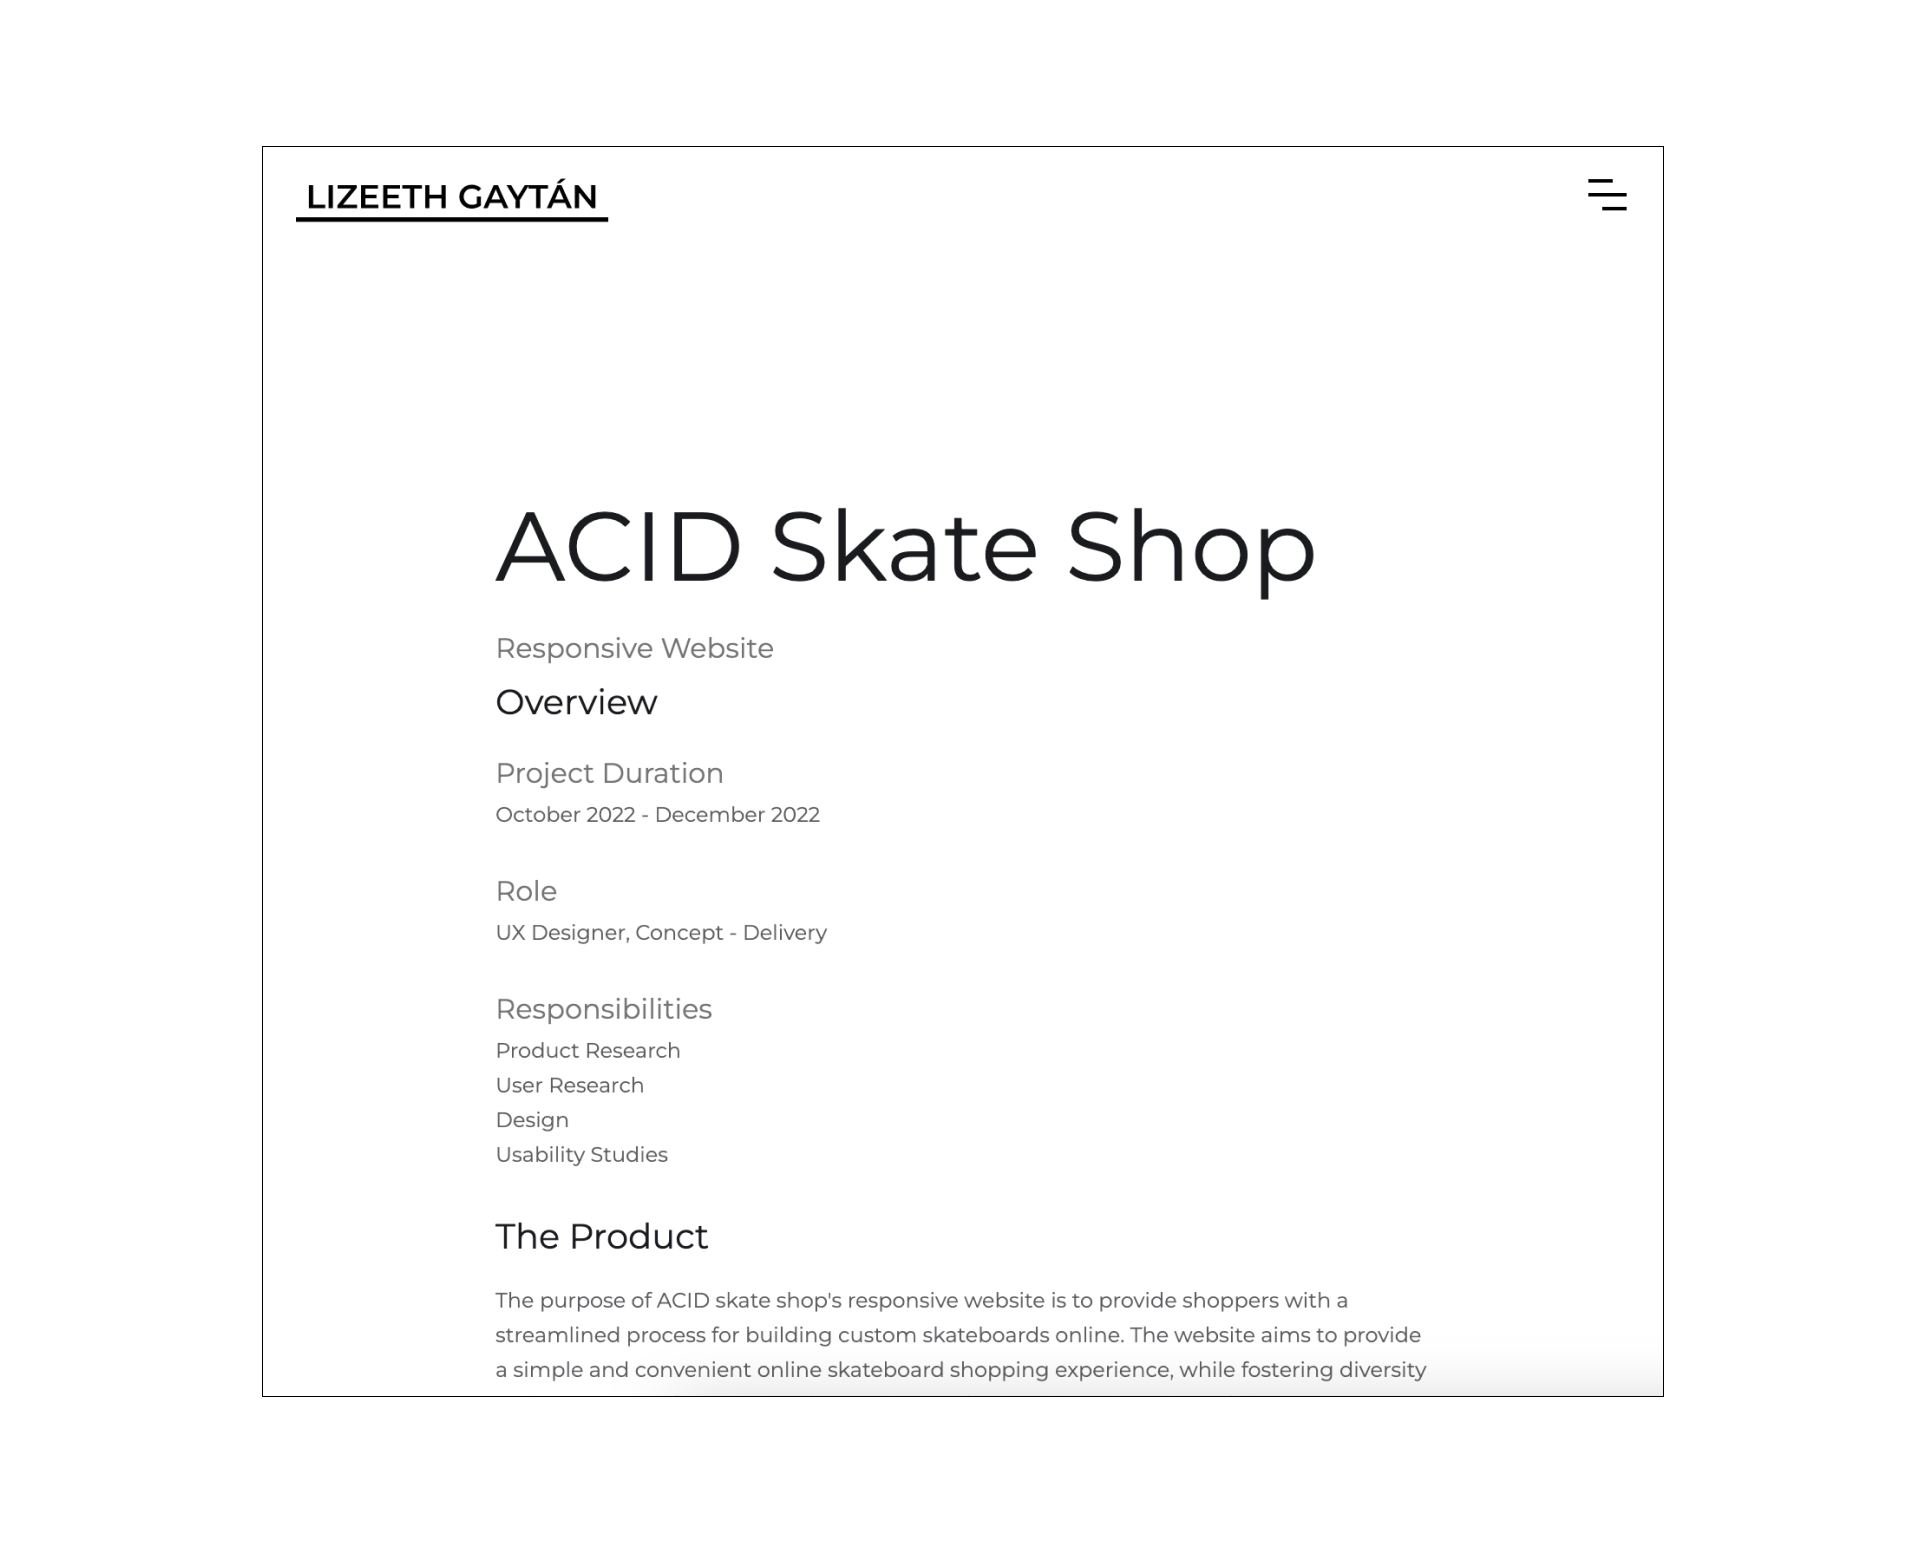 LIZEETH GAYTÁN
ACID Skate Shop
Responsive Website
Overview
Project Duration
October 2022 - December 2022
Role
UX Designer, Concept - Delivery
Responsibilities
Product Research
User Research
Design
Usability Studies
The Product
The purpose of ACID skate shop's responsive website is to provide shoppers with a
streamlined process for building custom skateboards online. The website aims to provide
a simple and convenient online skateboard shopping experience, while fostering diversity